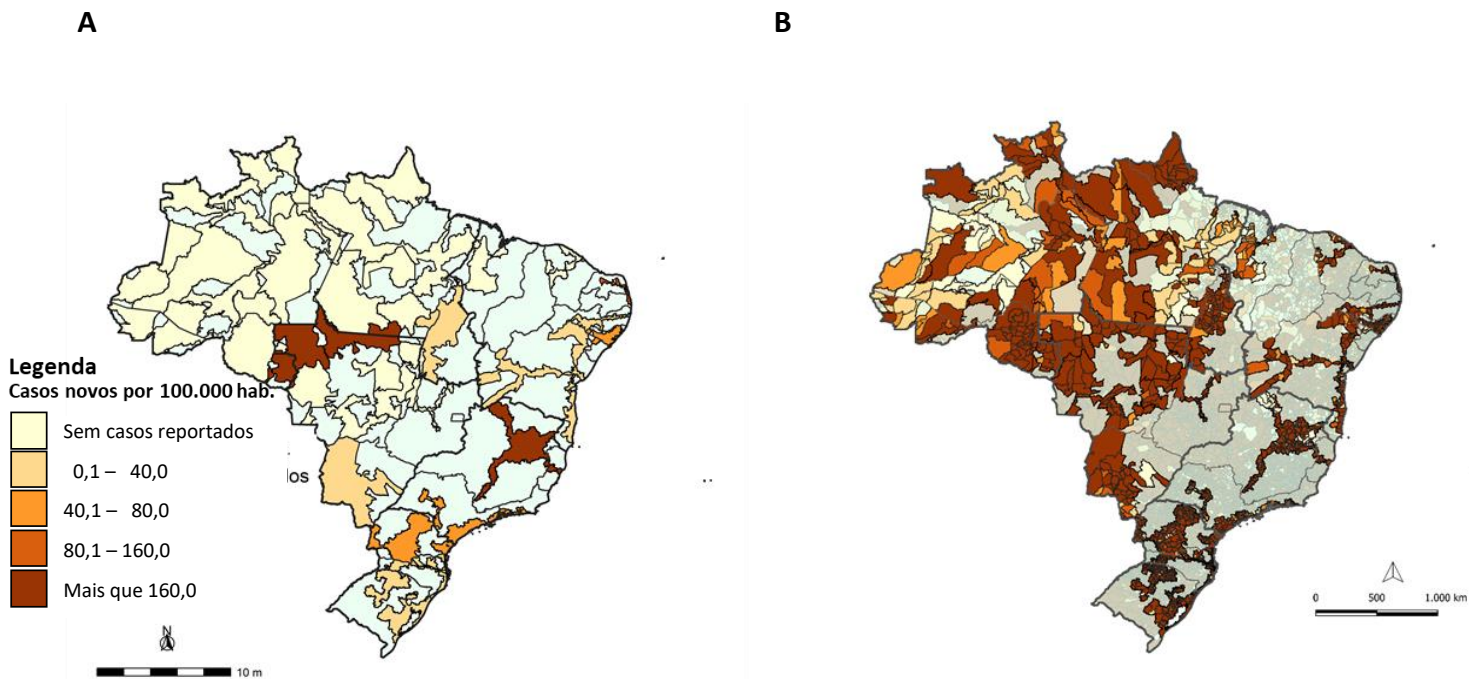 A
B
Legenda
Casos novos por 100.000 hab.
Sem casos reportados
0,1 – 40,0
40,1 – 80,0
80,1 – 160,0
Mais que 160,0
os
N
10 m
0 500 1.000 km